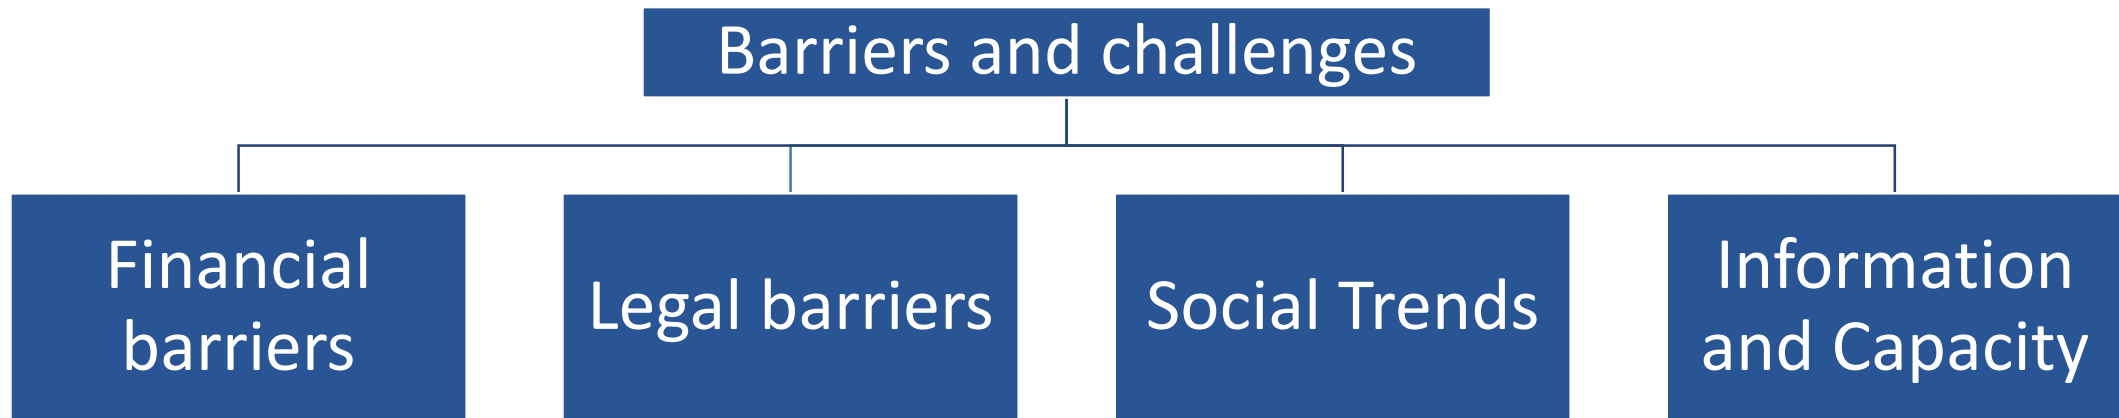 Barriers and challenges
Financial
barriers
Legal barriers
Social Trends
Information
and Capacity